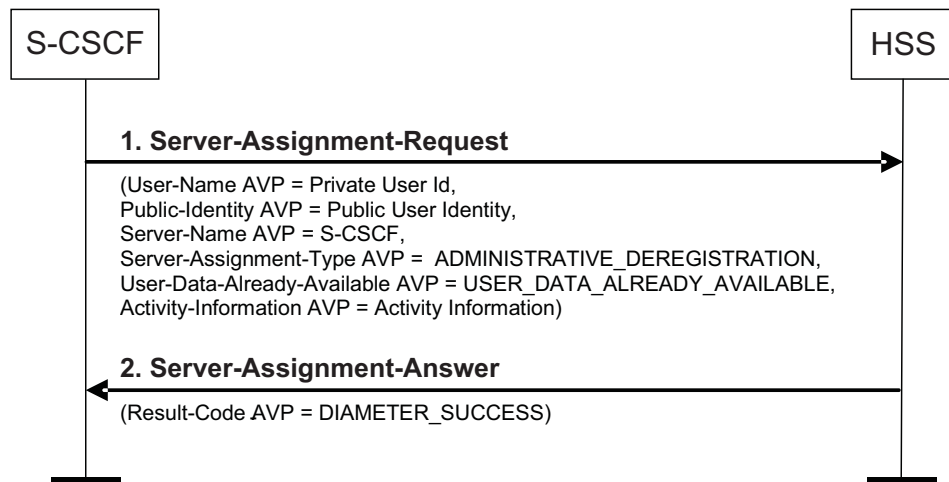 S-CSCF
HSS
1. Server-Assignment-Request
(User-Name AVP = Private User Id,
Public-Identity AVP = Public User Identity,
Server-Name AVP = S-CSCF,
Server-Assignment-Type AVP = ADMINISTRATIVE_DEREGISTRATION,
User-Data-Already-Available AVP = USER_DATA_ALREADY_AVAILABLE,
Activity-Information AVP = Activity Information)
2. Server-Assignment-Answer
(Result-Code AVP = DIAMETER_SUCCESS)